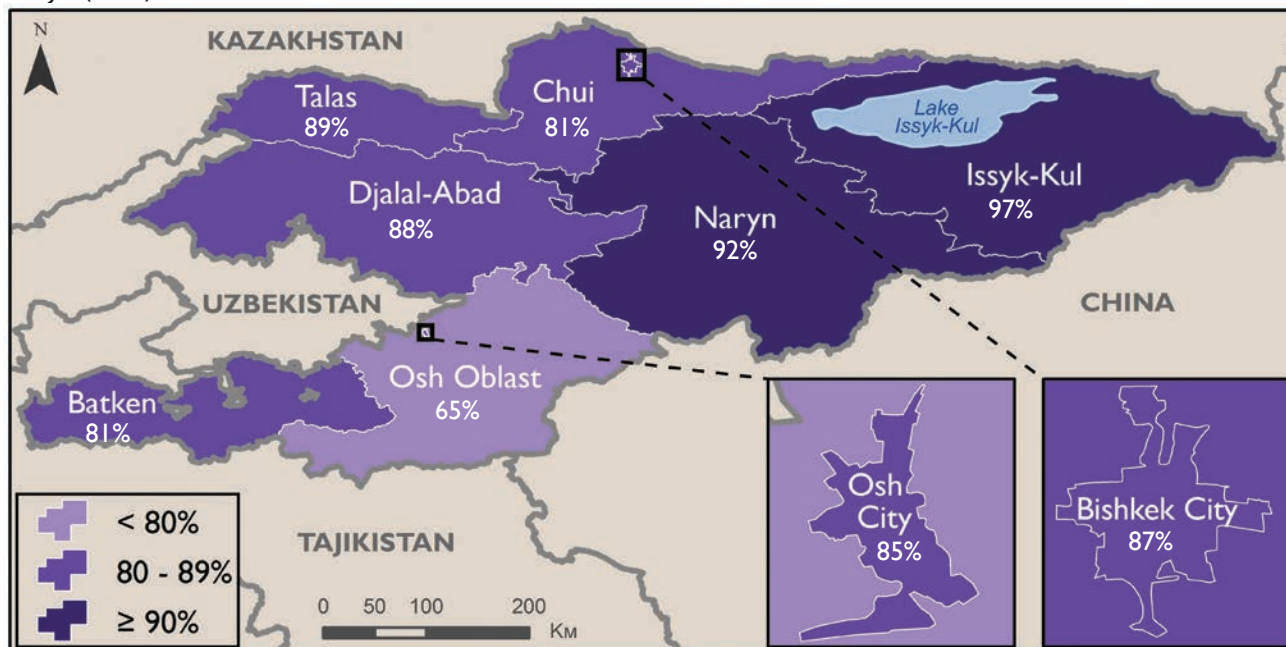 N
KAZAKHSTAN
Talas
89%
Chui
81%
Lake
Issyk-Kul
Djalal-Abad
88%
Issyk-Kul
97%
Naryn
92%
UZBEKISTAN
CHINA
Osh Oblast
65%
Batken
81%
< 80%
80 - 89%
≥ 90%
TAJIKISTAN
0 50 100 200
KM
Osh
City
85%
Bishkek City
87%